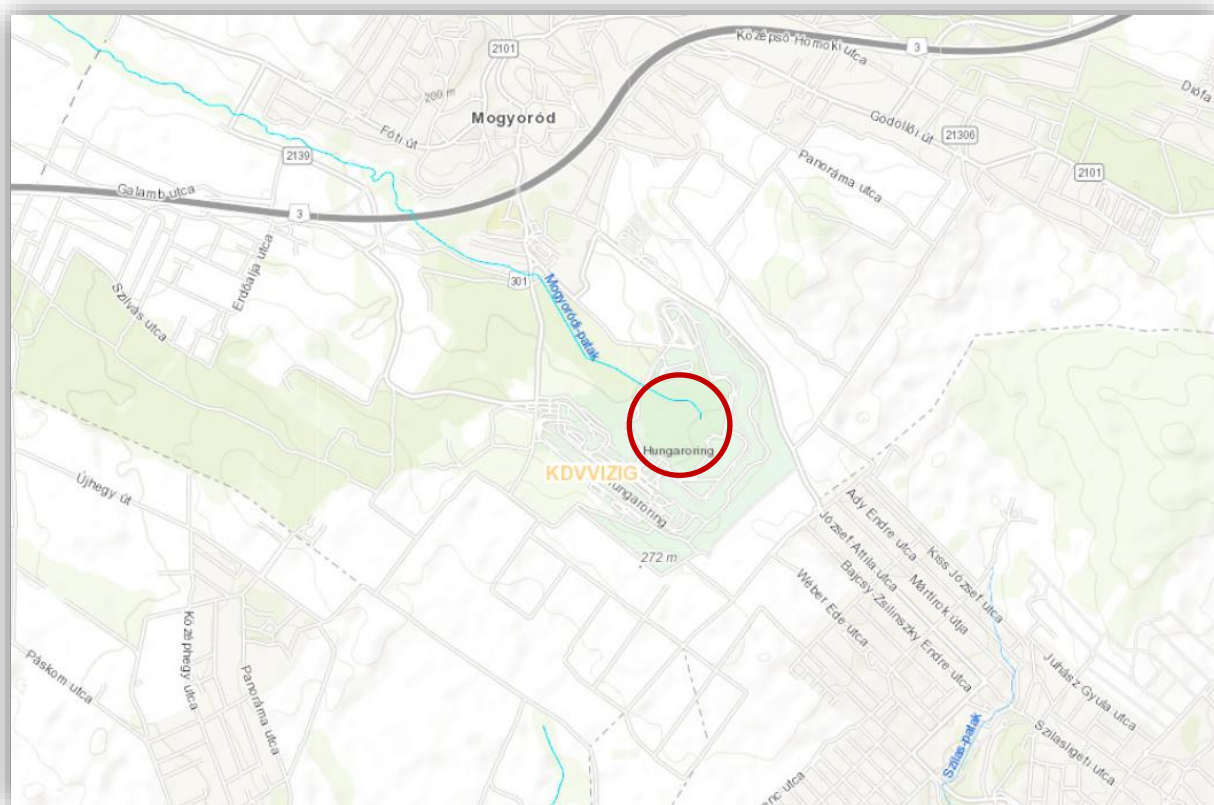 Középső Homoki utca
2101
3
Diófa
200 m
Mogyoród
Fóti út
Gödöllői út
21306
2139
Panoráma utca
2101
Galamb utca
3
Erdőalja utca
301
Mogyoródi-patak
Szilvás utca
Hungaroring
KDVVIZIG
Hungaroring
Újhegy út
Ady Endre utca
József Attila utca
Kiss József utca
272 m
Bajcsy Zsilinszky Endre utca
Mártírok útja
Wéber Ede utca
Középhegy utca
Juhász Gyula utca
Páskom utca
Panoráma utca
Szilas-patak
Szilasligeti utca
utca